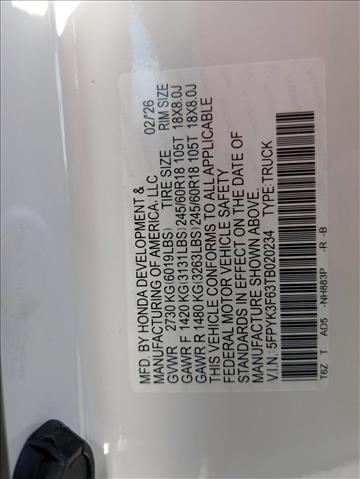 MFD. BY HONDA DEVELOPMENT & 02/'26
MANUFACTURING OF AMERICA, LLC. RIM SIZE
GVWR 2730 KG(6019LBS) TIRE SIZE
GAWR F 1420 KG(3131LBS) 245/60R18 105T 18X8.0J
GAWR R 1480 KG(3263LBS) 245/60R18 105T 18X8.0J
THIS VEHICLE CONFORMS TO ALL APPLICABLE
FEDERAL MOTOR VEHICLE SAFETY
STANDARDS IN EFFECT ON THE DATE OF
MANUFACTURE SHOWN ABOVE.
V.I.N.: 5FPYK3F63TB020234 TYPE:TRUCK
T6Z T AD5 -NH883P -R -B